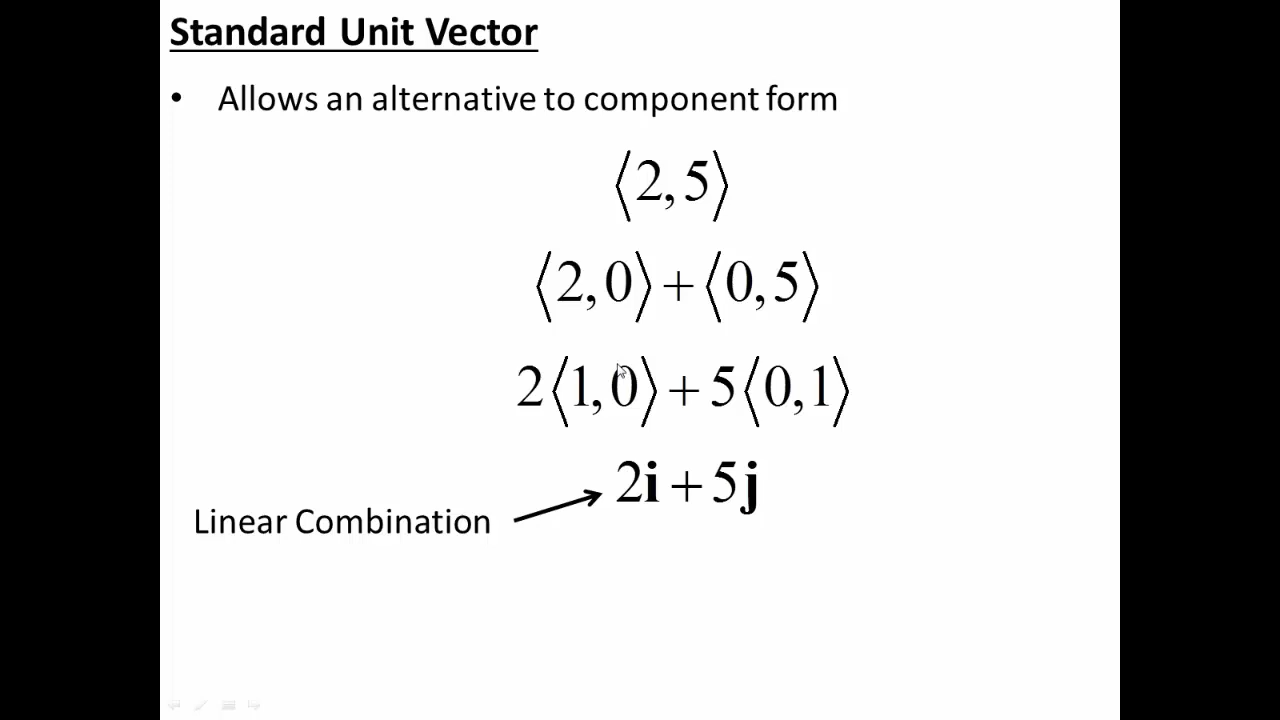 Standard Unit Vector
• Allows an alternative to component form
⟨2,5⟩
⟨2,0⟩+⟨0,5⟩
2⟨1,0⟩+5⟨0,1⟩
2i+5j
Linear Combination